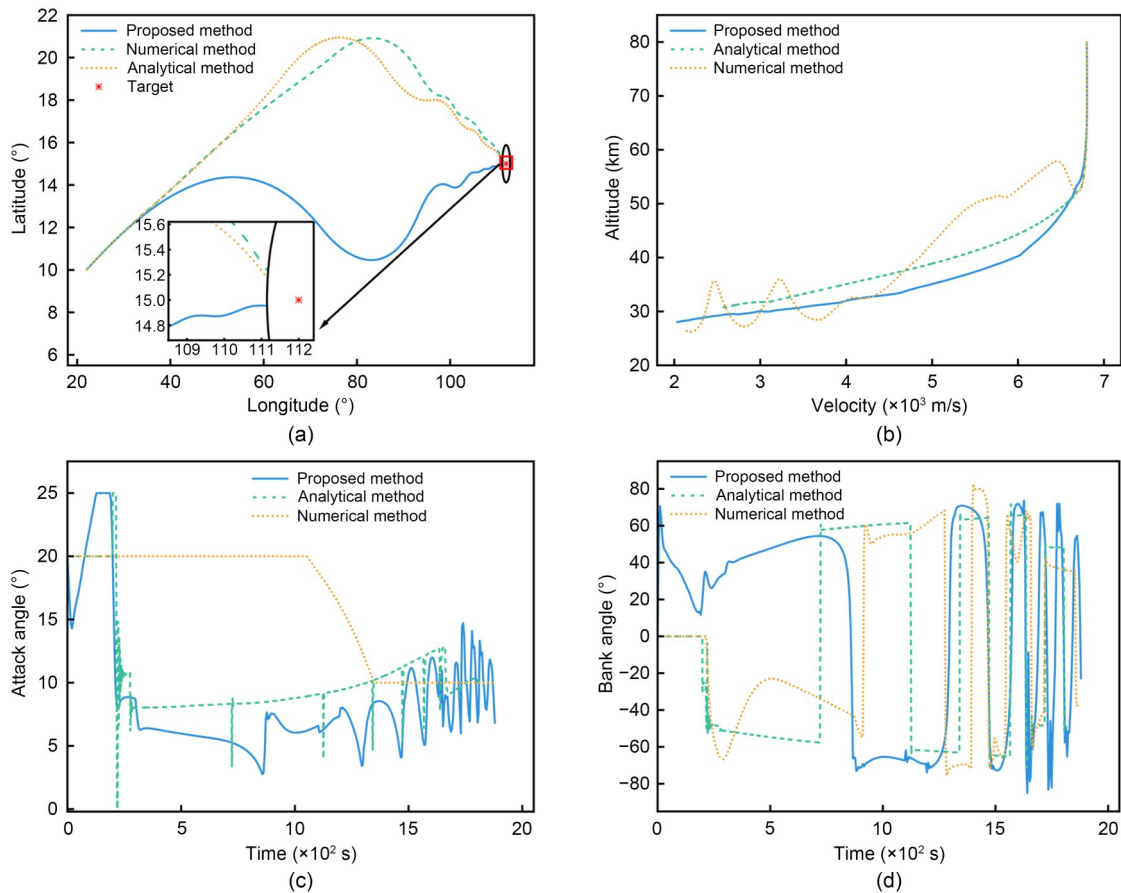 22
20
18
16
14
12
10
8
6
Latitude (°)
Proposed method
Numerical method
Analytical method
Target
15.6
15.4
15.2
15.0
14.8
109 110 111 112
20 40 60 80 100
Longitude (°)
(a)
80
70
60
50
40
30
20
Altitude (km)
Proposed method
Analytical method
Numerical method
2 3 4 5 6 7
Velocity (×10³ m/s)
(b)
25
20
15
10
5
0
Attack angle (°)
Proposed method
Analytical method
Numerical method
0 5 10 15 20
Time (×10² s)
(c)
80
60
40
20
0
−20
−40
−60
−80
Bank angle (°)
Proposed method
Analytical method
Numerical method
0 5 10 15 20
Time (×10² s)
(d)